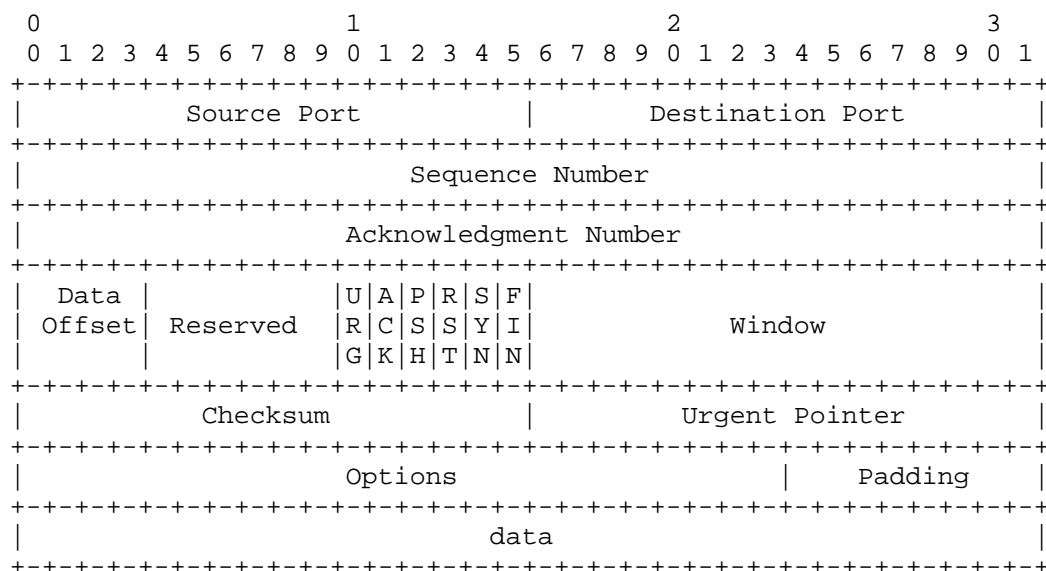 0                   1                   2                   3
 0 1 2 3 4 5 6 7 8 9 0 1 2 3 4 5 6 7 8 9 0 1 2 3 4 5 6 7 8 9 0 1
+-+-+-+-+-+-+-+-+-+-+-+-+-+-+-+-+-+-+-+-+-+-+-+-+-+-+-+-+-+-+-+-+
|          Source Port          |       Destination Port        |
+-+-+-+-+-+-+-+-+-+-+-+-+-+-+-+-+-+-+-+-+-+-+-+-+-+-+-+-+-+-+-+-+
|                        Sequence Number                        |
+-+-+-+-+-+-+-+-+-+-+-+-+-+-+-+-+-+-+-+-+-+-+-+-+-+-+-+-+-+-+-+-+
|                    Acknowledgment Number                      |
+-+-+-+-+-+-+-+-+-+-+-+-+-+-+-+-+-+-+-+-+-+-+-+-+-+-+-+-+-+-+-+-+
|  Data |           |U|A|P|R|S|F|                               |
| Offset| Reserved  |R|C|S|S|Y|I|            Window             |
|       |           |G|K|H|T|N|N|                               |
+-+-+-+-+-+-+-+-+-+-+-+-+-+-+-+-+-+-+-+-+-+-+-+-+-+-+-+-+-+-+-+-+
|           Checksum            |         Urgent Pointer        |
+-+-+-+-+-+-+-+-+-+-+-+-+-+-+-+-+-+-+-+-+-+-+-+-+-+-+-+-+-+-+-+-+
|                    Options                    |    Padding    |
+-+-+-+-+-+-+-+-+-+-+-+-+-+-+-+-+-+-+-+-+-+-+-+-+-+-+-+-+-+-+-+-+
|                             data                              |
+-+-+-+-+-+-+-+-+-+-+-+-+-+-+-+-+-+-+-+-+-+-+-+-+-+-+-+-+-+-+-+-+